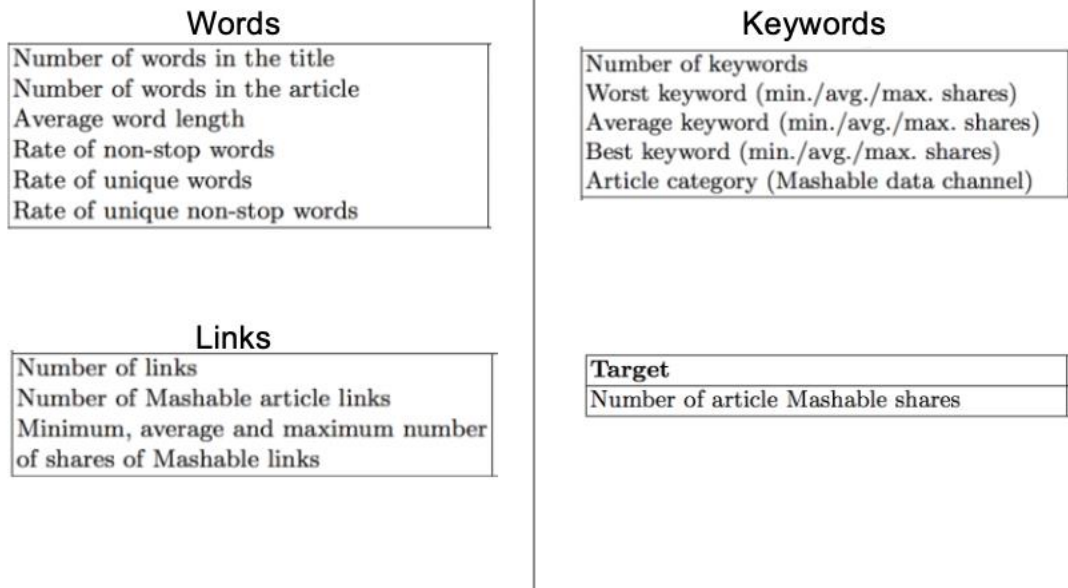 Words
Number of words in the title
Number of words in the article
Average word length
Rate of non-stop words
Rate of unique words
Rate of unique non-stop words
Links
Number of links
Number of Mashable article links
Minimum, average and maximum number
of shares of Mashable links
Keywords
Number of keywords
Worst keyword (min./avg./max. shares)
Average keyword (min./avg./max. shares)
Best keyword (min./avg./max. shares)
Article category (Mashable data channel)
Target
Number of article Mashable shares